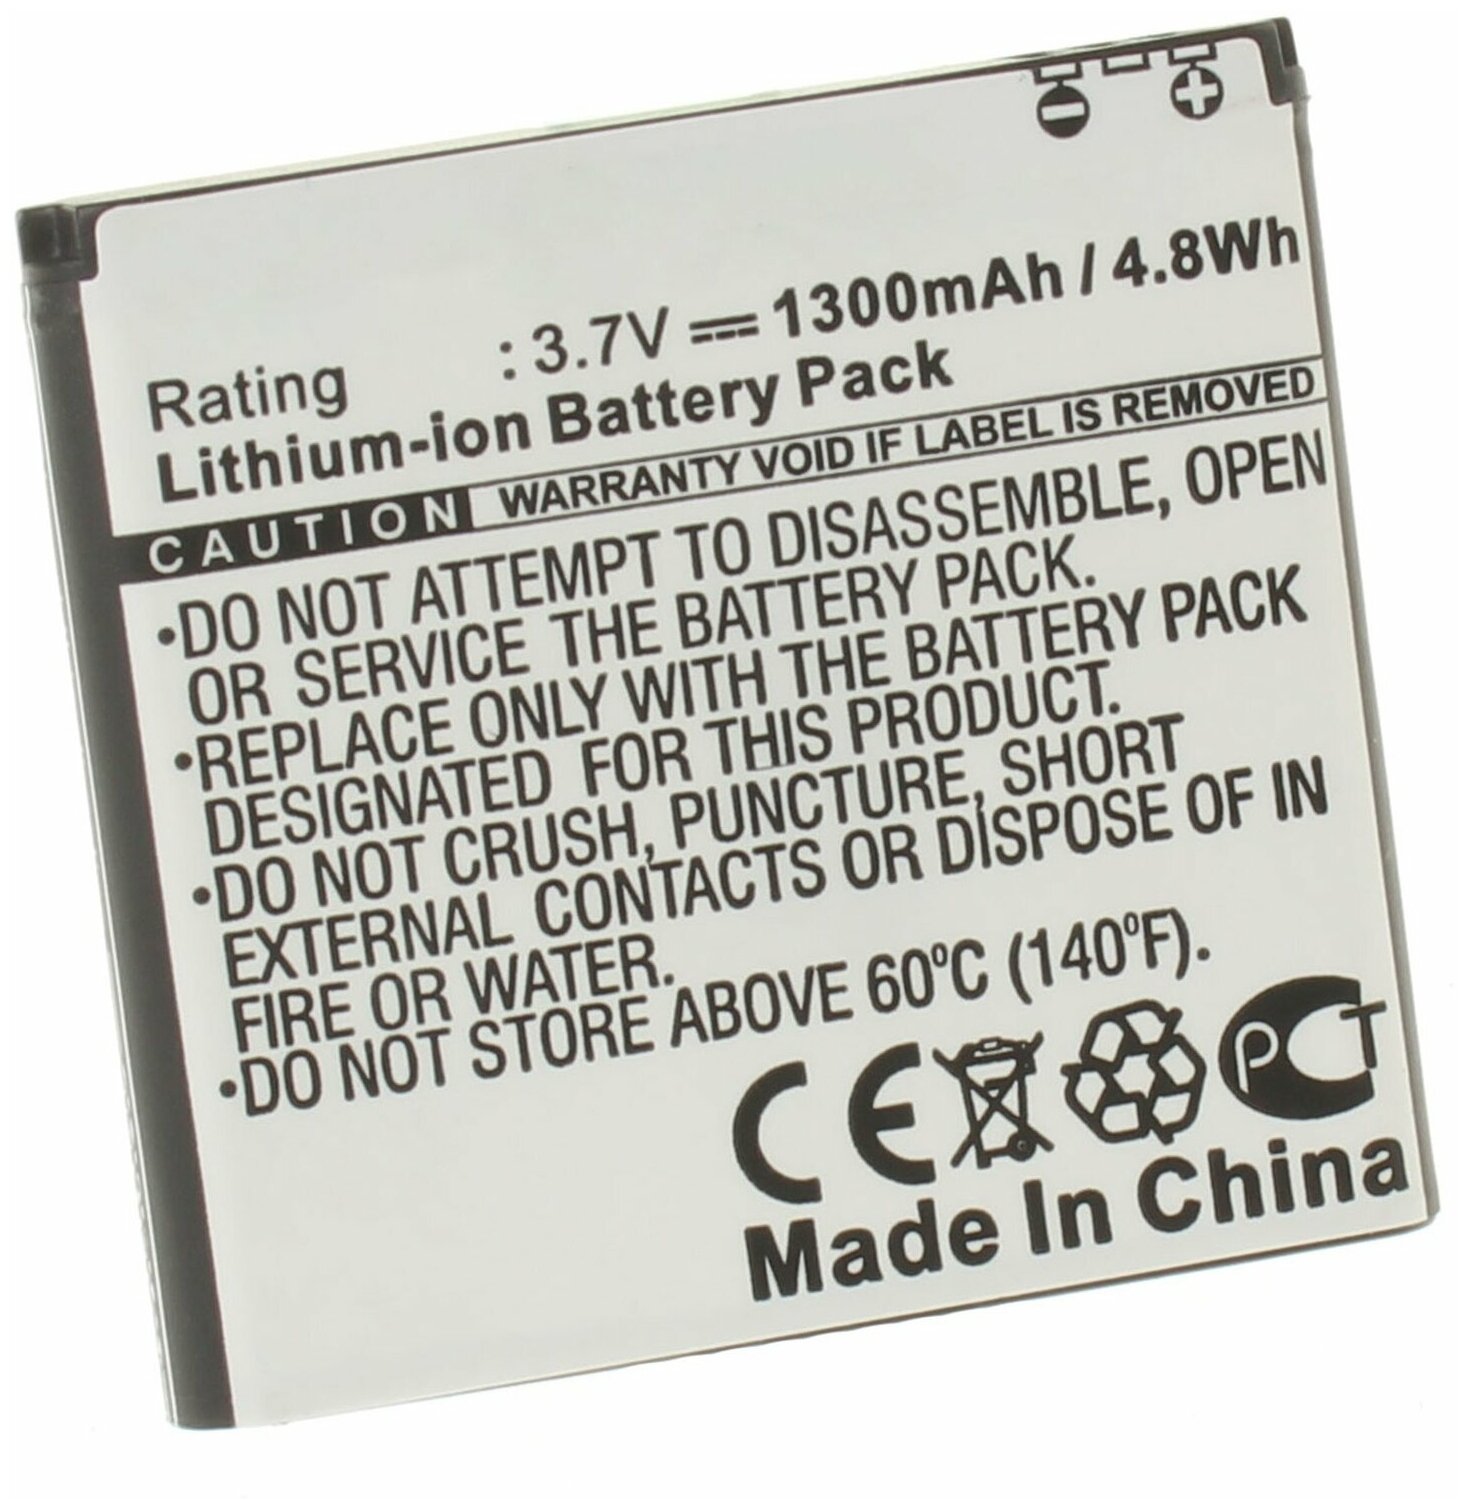 Rating : 3.7V ⎓ 1300mAh / 4.8Wh
Lithium-ion Battery Pack
CAUTION WARRANTY VOID IF LABEL IS REMOVED
•DO NOT ATTEMPT TO DISASSEMBLE, OPEN
OR SERVICE THE BATTERY PACK.
•REPLACE ONLY WITH THE BATTERY PACK
DESIGNATED FOR THIS PRODUCT.
•DO NOT CRUSH, PUNCTURE, SHORT
EXTERNAL CONTACTS OR DISPOSE OF IN
FIRE OR WATER.
•DO NOT STORE ABOVE 60ºC (140ºF).
CE PCT
Made In China